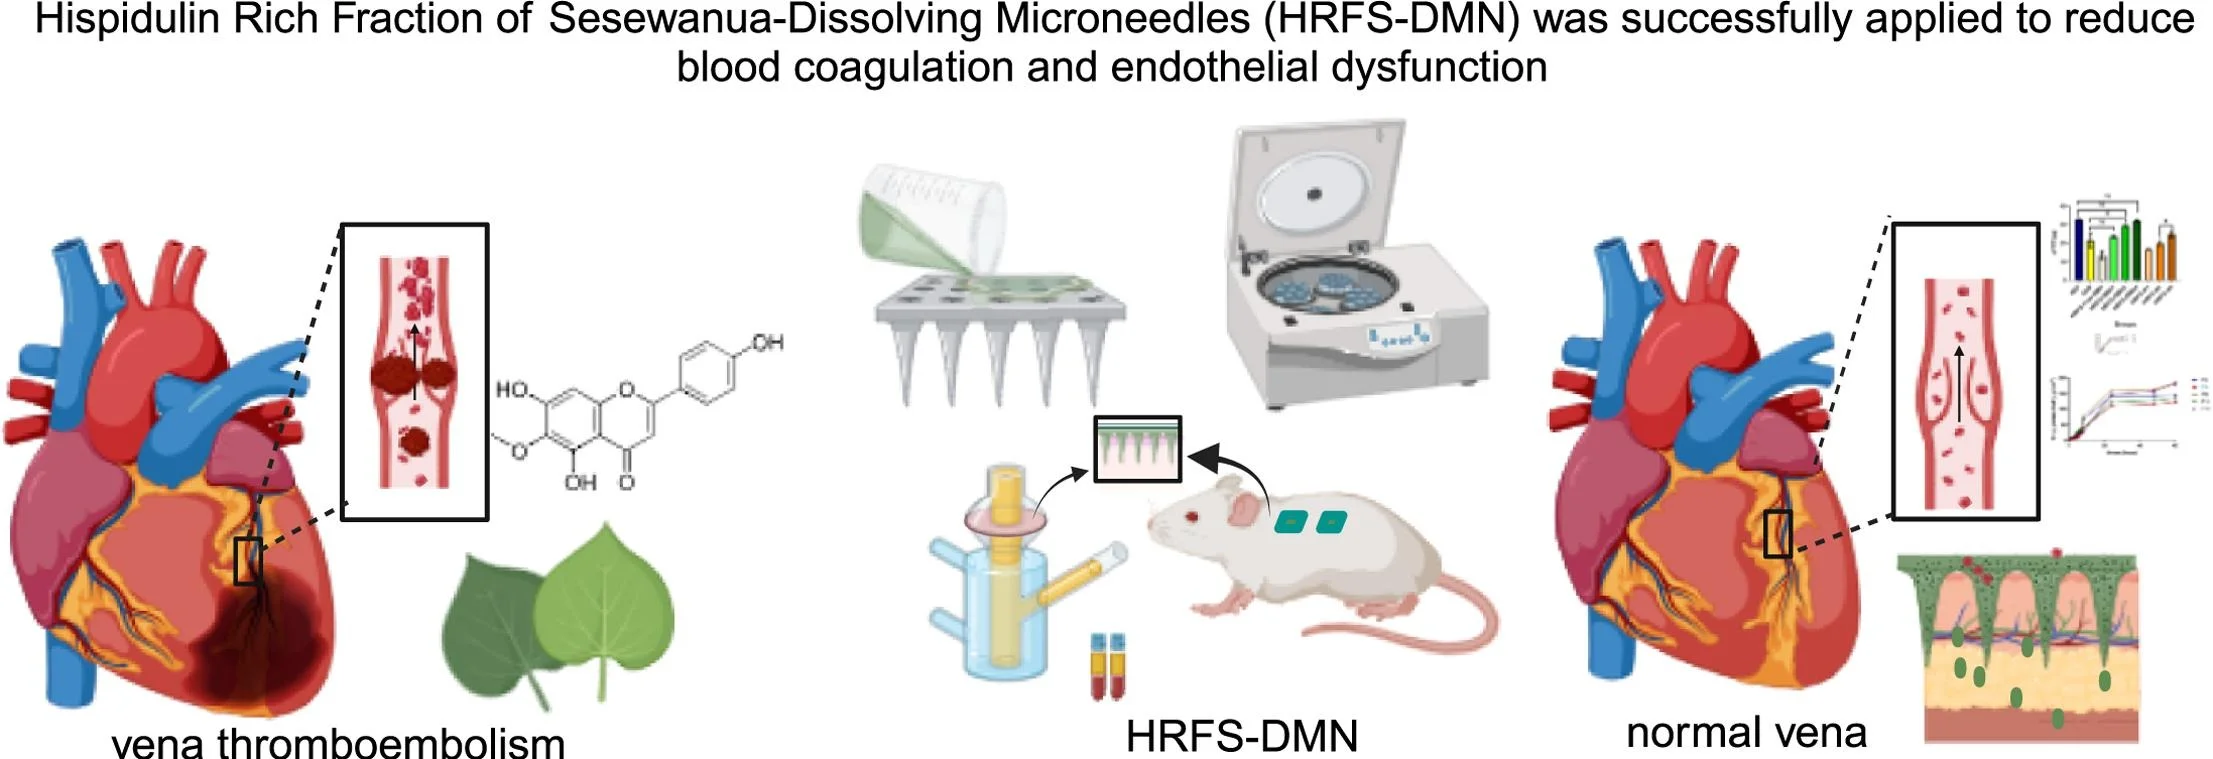 Hispidulin Rich Fraction of Sesewanua-Dissolving Microneedles (HRFS-DMN) was successfully applied to reduce
blood coagulation and endothelial dysfunction
OH
HO
O
O
OH
O
vena thromboembolism
HRFS-DMN
normal vena